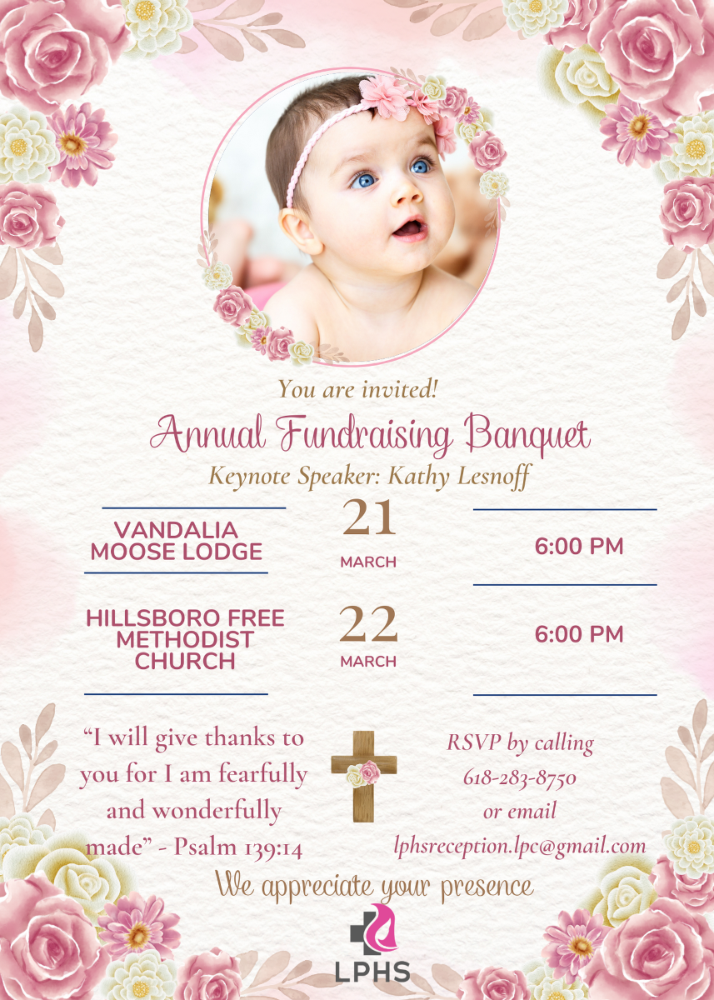 You are invited!
Annual Fundraising Banquet
Keynote Speaker: Kathy Lesnoff
VANDALIA
MOOSE LODGE
21
MARCH
6:00 PM
HILLSBORO FREE
METHODIST
CHURCH
22
MARCH
6:00 PM
“I will give thanks to
you for I am fearfully
and wonderfully
made” - Psalm 139:14
RSVP by calling
618-283-8750
or email
lphsreception.lpc@gmail.com
We appreciate your presence
LPHS